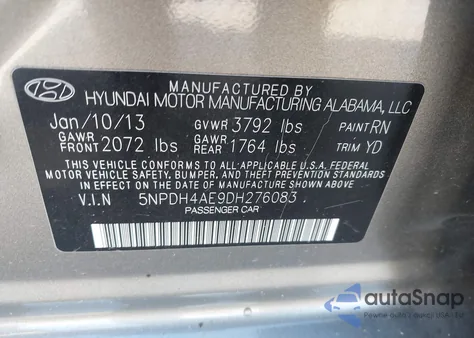 MANUFACTURED BY
HYUNDAI MOTOR MANUFACTURING ALABAMA, LLC
Jan/10/13 GVWR 3792 lbs PAINT RN
GAWR FRONT 2072 lbs GAWR REAR 1764 lbs TRIM YD
THIS VEHICLE CONFORMS TO ALL APPLICABLE U.S.A. FEDERAL
MOTOR VEHICLE SAFETY, BUMPER, AND THEFT PREVENTION STANDARDS
IN EFFECT ON THE DATE OF MANUFACTURE SHOWN ABOVE.
V.I.N 5NPDH4AE9DH276083
PASSENGER CAR
autoSnap